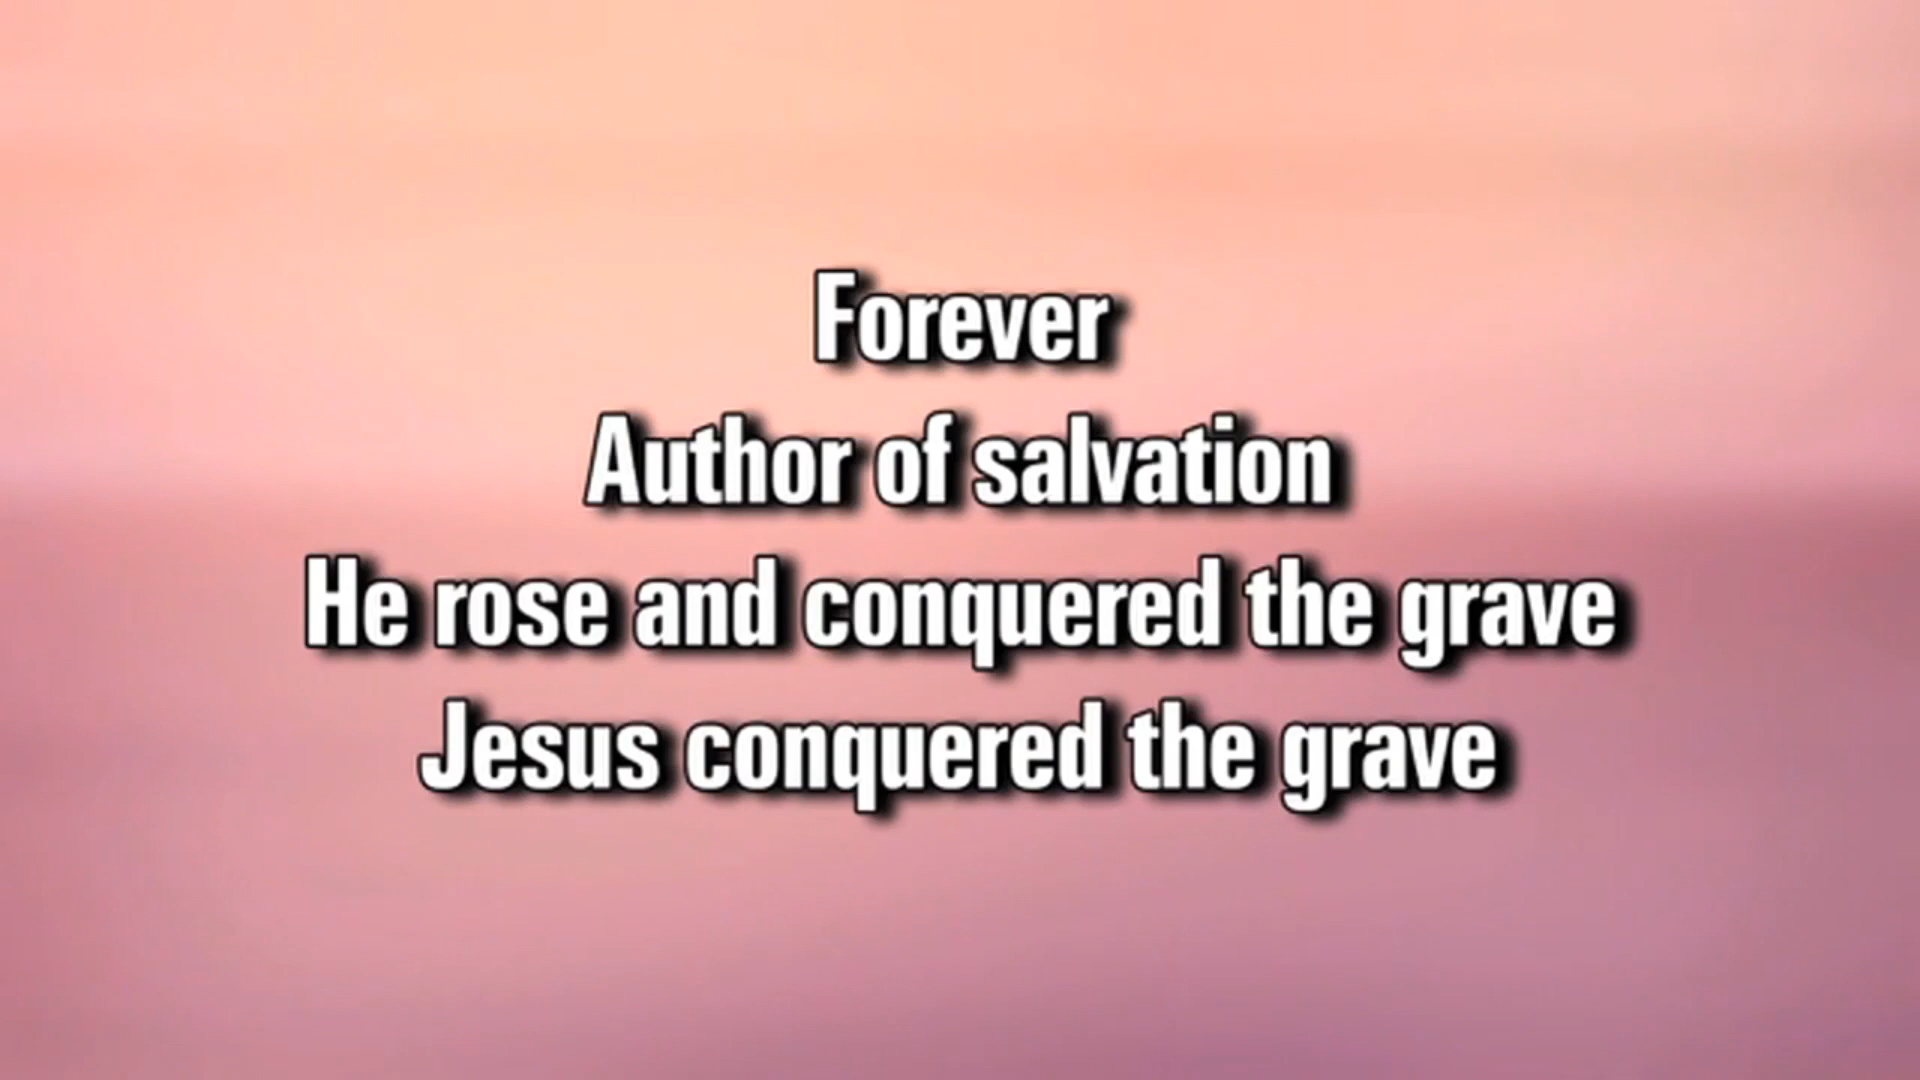 Forever
Author of salvation
He rose and conquered the grave
Jesus conquered the grave